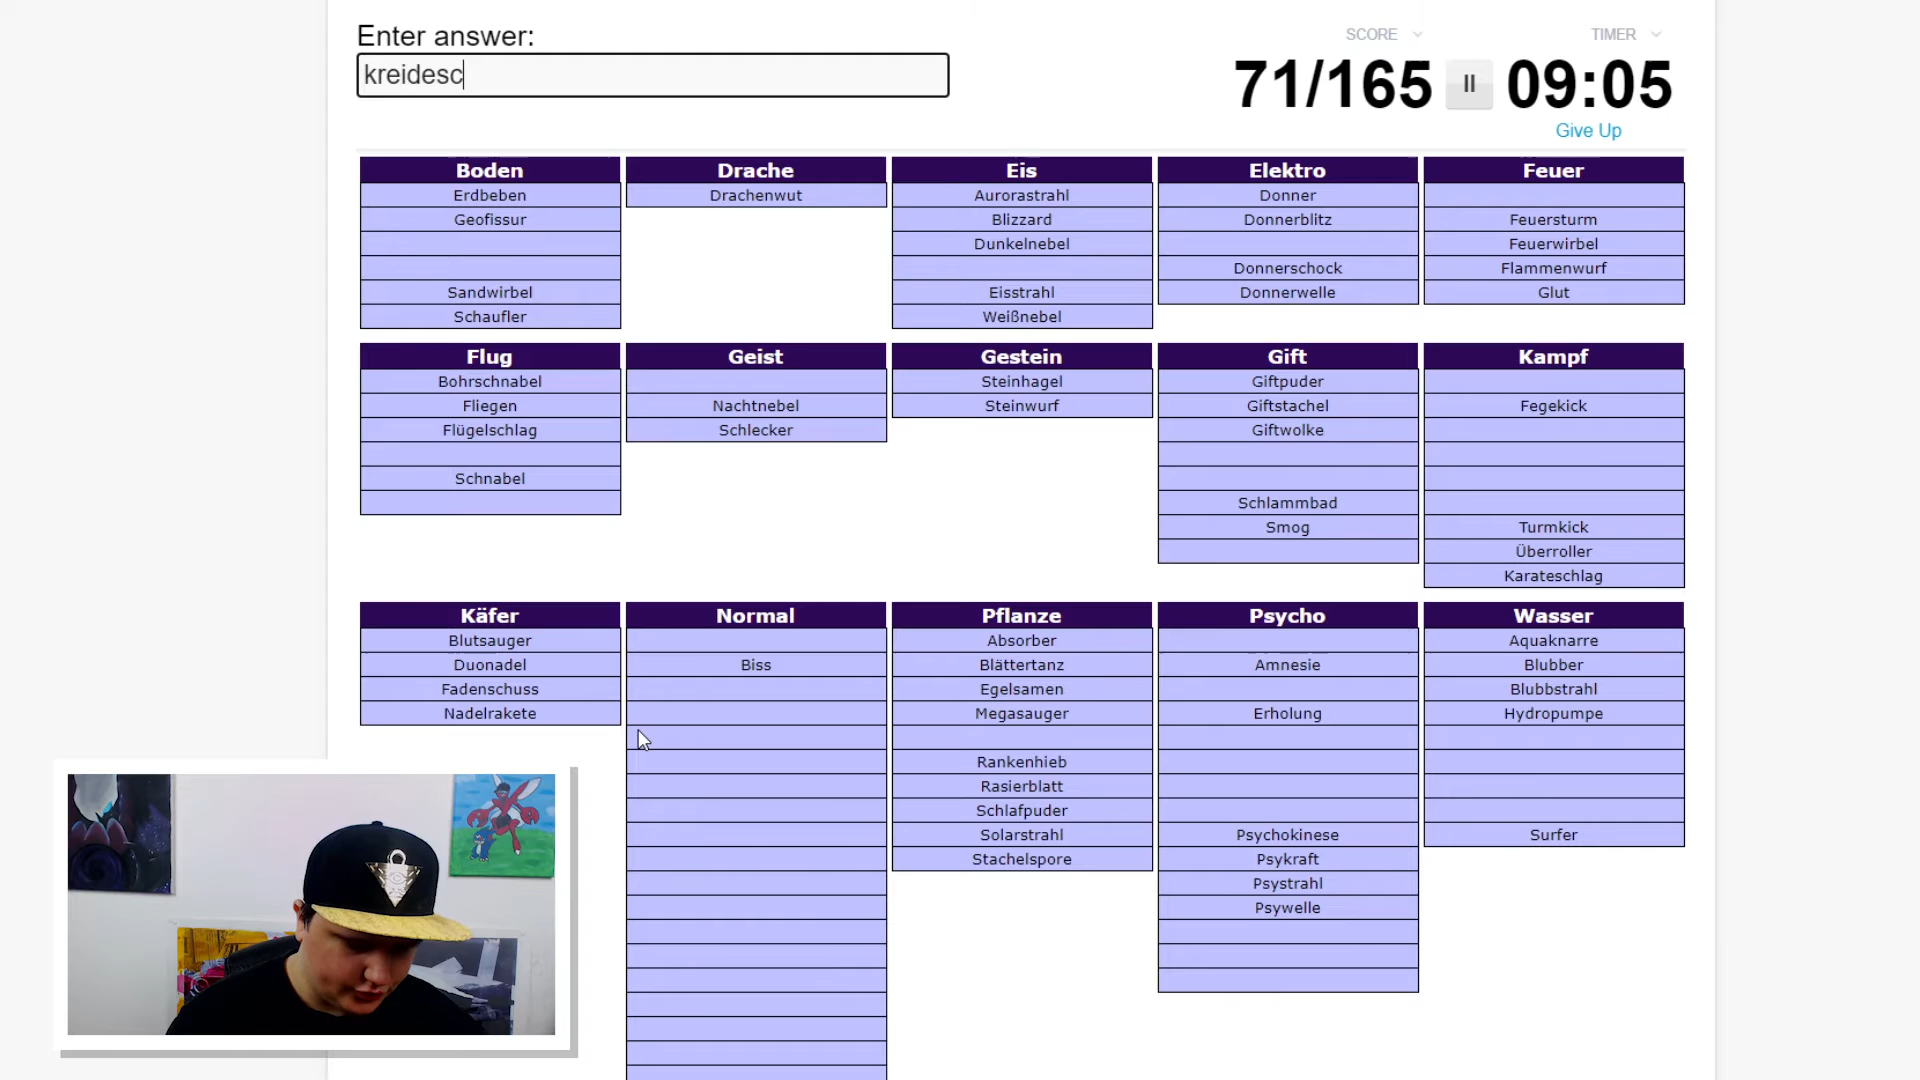 Enter answer:
kreidesc
SCORE
TIMER
71/165
09:05
Give Up
Boden
Erdbeben
Geofissur
Sandwirbel
Schaufler
Drache
Drachenwut
Eis
Aurorastrahl
Blizzard
Dunkelnebel
Eisstrahl
Weißnebel
Elektro
Donner
Donnerblitz
Donnerschock
Donnerwelle
Feuer
Feuersturm
Feuerwirbel
Flammenwurf
Glut
Flug
Bohrschnabel
Fliegen
Flügelschlag
Schnabel
Geist
Nachtnebel
Schlecker
Gestein
Steinhagel
Steinwurf
Gift
Giftpuder
Giftstachel
Giftwolke
Schlammbad
Smog
Kampf
Fegekick
Turmkick
Überroller
Karateschlag
Käfer
Blutsauger
Duonadel
Fadenschuss
Nadelrakete
Normal
Biss
Pflanze
Absorber
Blättertanz
Egelsamen
Megasauger
Rankenhieb
Rasierblatt
Schlafpuder
Solarstrahl
Stachelspore
Psycho
Amnesie
Erholung
Psychokinese
Psykraft
Psystrahl
Psywelle
Wasser
Aquaknarre
Blubber
Blubbstrahl
Hydropumpe
Surfer